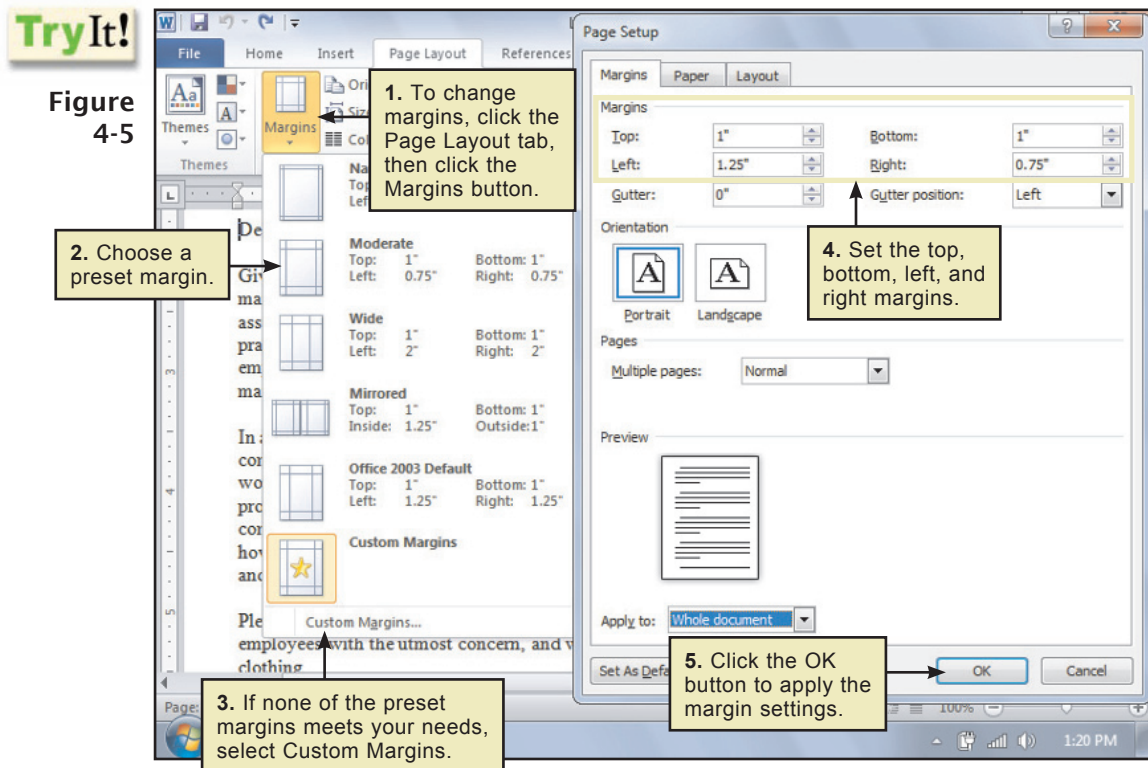 TryIt!
Figure
4-5
File Home Insert Page Layout References
Themes
Margins
Themes
1. To change
margins, click the
Page Layout tab,
then click the
Margins button.
2. Choose a
preset margin.
Moderate
Top: 1" Bottom: 1"
Left: 0.75" Right: 0.75"
Wide
Top: 1" Bottom: 1"
Left: 2" Right: 2"
Mirrored
Top: 1" Bottom: 1"
Inside: 1.25" Outside:1"
Office 2003 Default
Top: 1" Bottom: 1"
Left: 1.25" Right: 1.25"
Custom Margins
Custom Margins...
employees with the utmost concern, and
clothing
3. If none of the preset
margins meets your needs,
select Custom Margins.
Page Setup
Margins Paper Layout
Margins
Top: 1" Bottom: 1"
Left: 1.25" Right: 0.75"
Gutter: 0" Gutter position: Left
Orientation
Portrait Landscape
4. Set the top,
bottom, left, and
right margins.
Pages
Multiple pages: Normal
Preview
Apply to: Whole document
Set As
OK Cancel
5. Click the OK
button to apply the
margin settings.
Page:
100%
1:20 PM